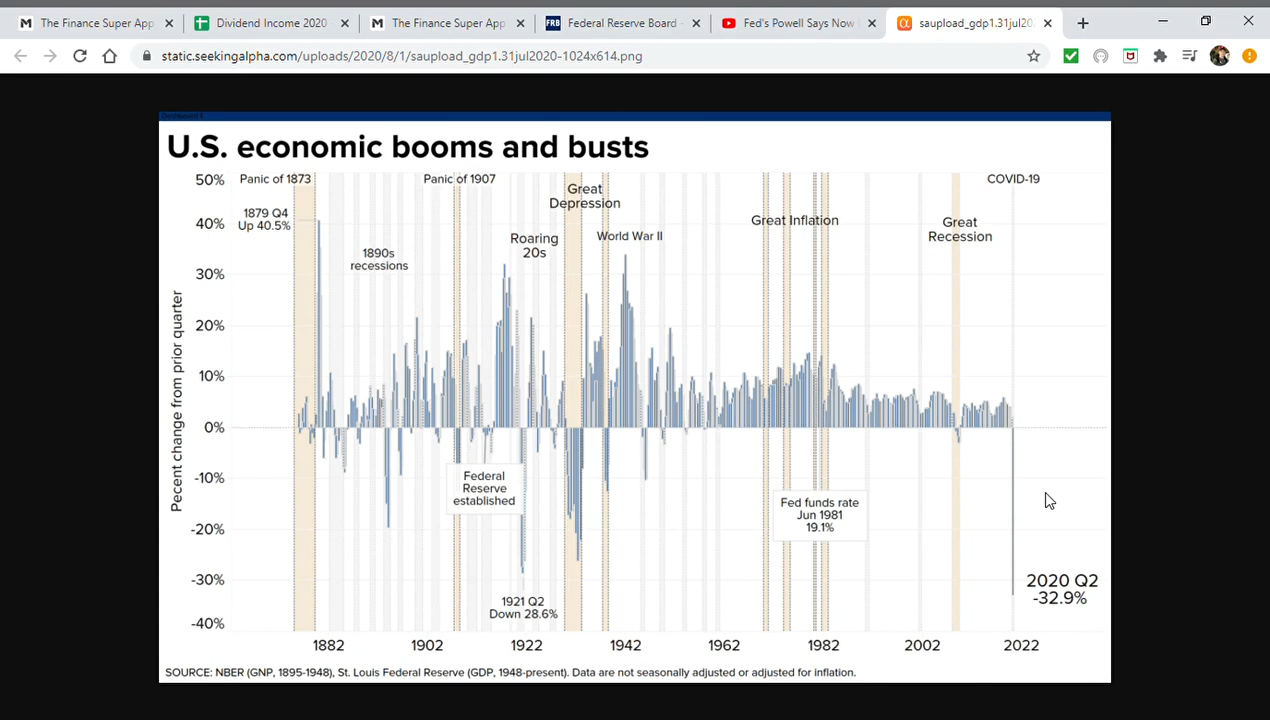 The Finance Super App
Dividend Income 2020 -
The Finance Super App
Federal Reserve Board -
Fed's Powell Says Now
saupload_gdp1.31jul2020
static.seekingalpha.com/uploads/2020/8/1/saupload_gdp1.31jul2020-1024x614.png
U.S. economic booms and busts
50%
Panic of 1873
Panic of 1907
COVID-19
Great
Depression
1879 Q4
Up 40.5%
40%
Great Inflation
Great
Recession
Roaring
20s
World War II
1890s
recessions
30%
20%
10%
0%
-10%
-20%
-30%
-40%
Pecent change from prior quarter
Federal
Reserve
established
Fed funds rate
Jun 1981
19.1%
1921 Q2
Down 28.6%
2020 Q2
-32.9%
1882 1902 1922 1942 1962 1982 2002 2022
SOURCE: NBER (GNP, 1895-1948), St. Louis Federal Reserve (GDP, 1948-present). Data are not seasonally adjusted or adjusted for inflation.